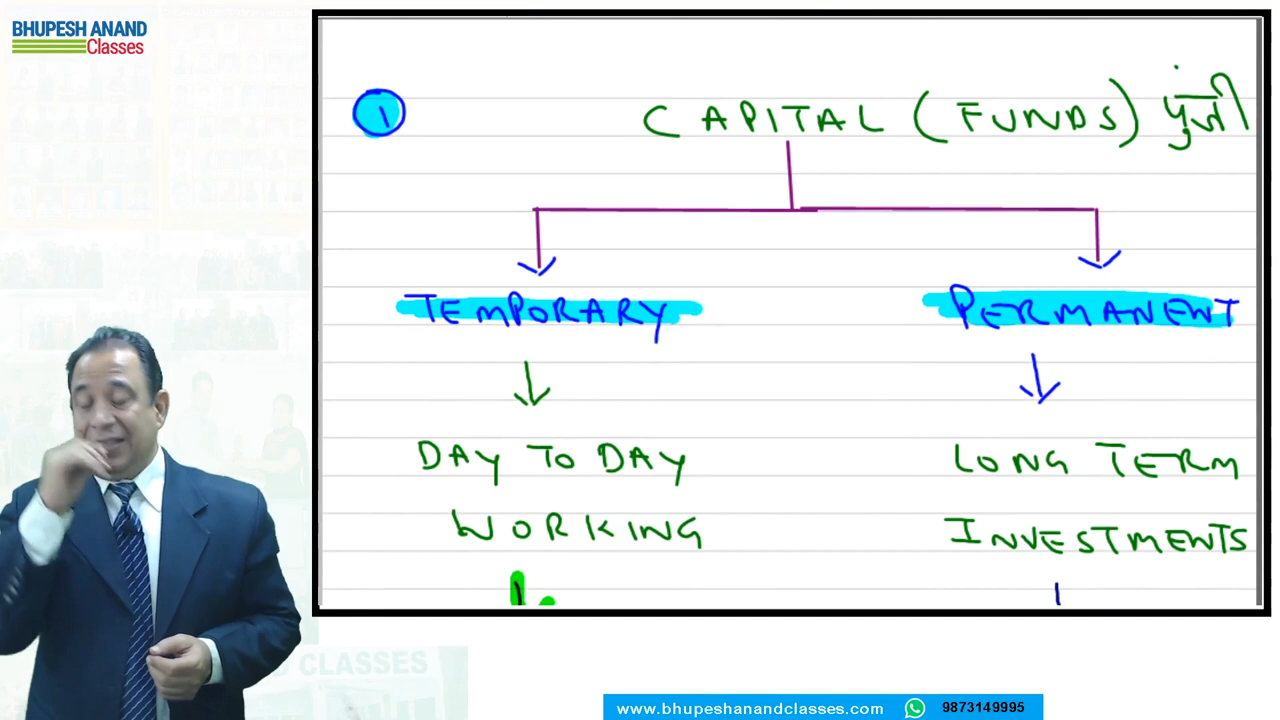 BHUPESH ANAND
Classes
1 CAPITAL (FUNDS) पूंजी
TEMPORARY PERMANENT
DAY TO DAY LONG TERM
WORKING INVESTMENTS
CLASSES
www.bhupeshanandclasses.com 9873149995